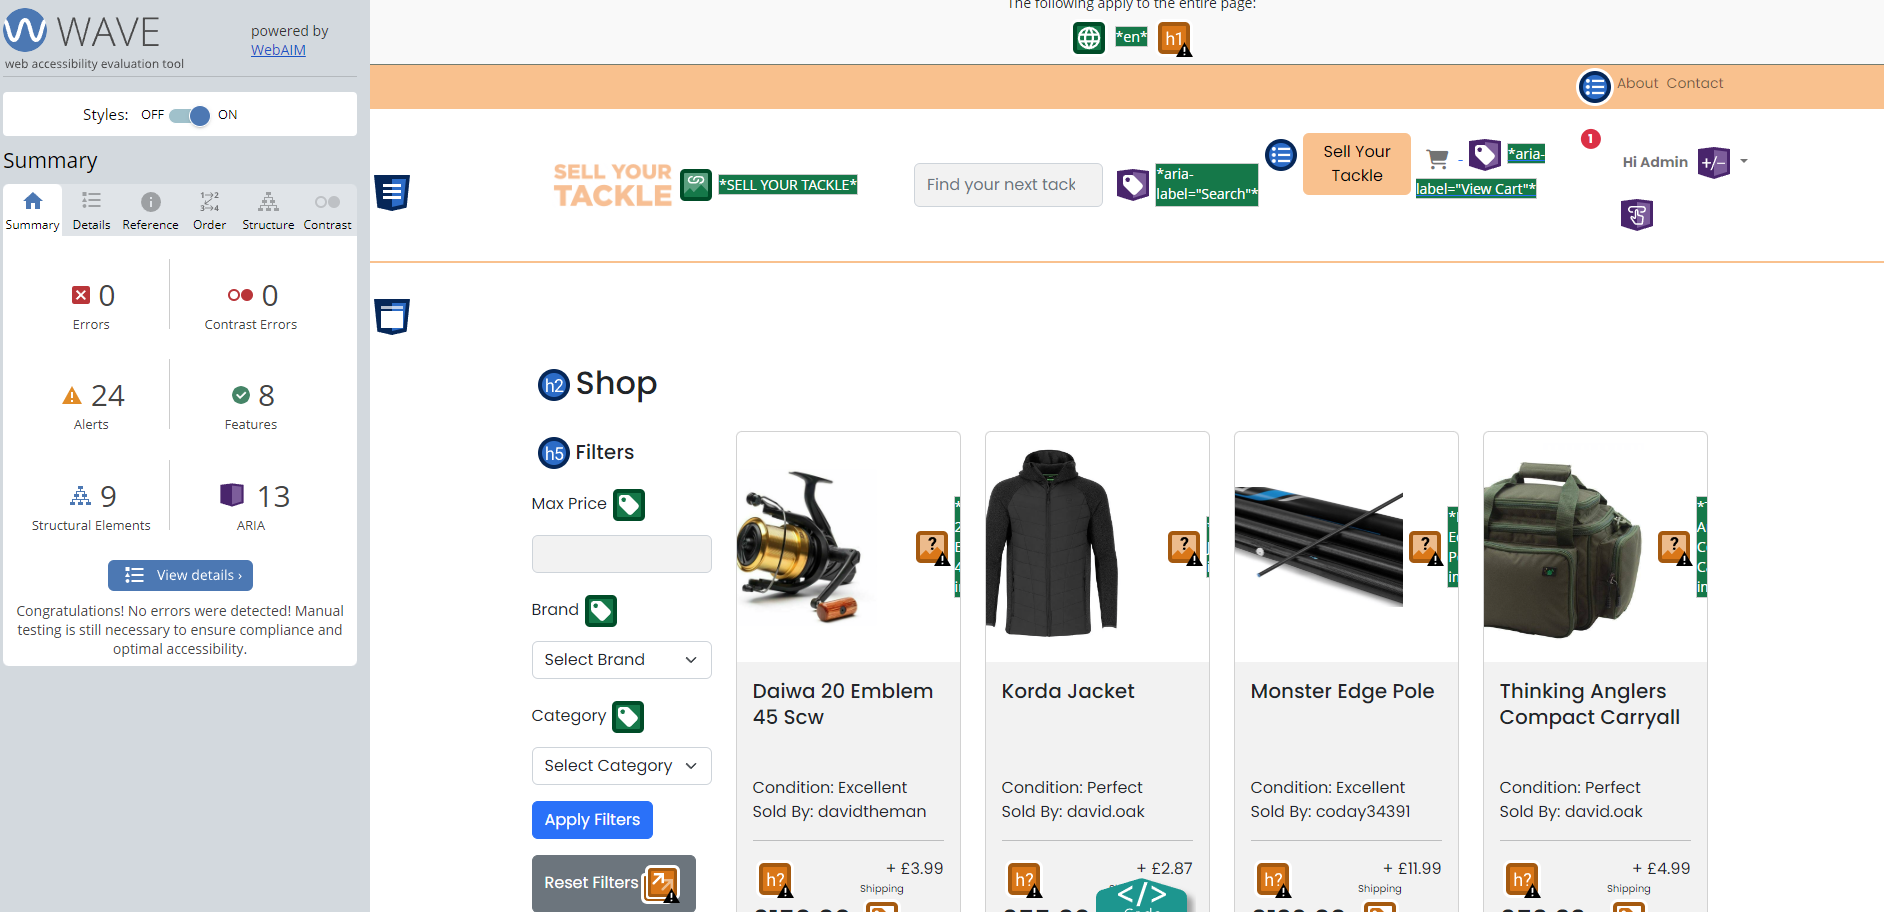 WAVE
powered by
WebAIM
web accessibility evaluation tool
Styles: OFF ON
Summary
Summary Details Reference Order Structure Contrast
0
Errors
0
Contrast Errors
24
Alerts
8
Features
9
Structural Elements
13
ARIA
View details ›
Congratulations! No errors were detected! Manual
testing is still necessary to ensure compliance and
optimal accessibility.
The following apply to the entire page:
*en* h1
About Contact
SELL YOUR
TACKLE
*SELL YOUR TACKLE*
Find your next tack
*aria-
label="Search"*
Sell Your
Tackle
*aria-
label="View Cart"*
1
Hi Admin +/-
h2 Shop
h5 Filters
Max Price
Brand
Select Brand
Category
Select Category
Apply Filters
Reset Filters
Daiwa 20 Emblem
45 Scw
Condition: Excellent
Sold By: davidtheman
h? + £3.99
Shipping
Korda Jacket
Condition: Perfect
Sold By: david.oak
h? + £2.87
Monster Edge Pole
Condition: Excellent
Sold By: coday34391
h? + £11.99
Shipping
Thinking Anglers
Compact Carryall
Condition: Perfect
Sold By: david.oak
h? + £4.99
Shipping
</>